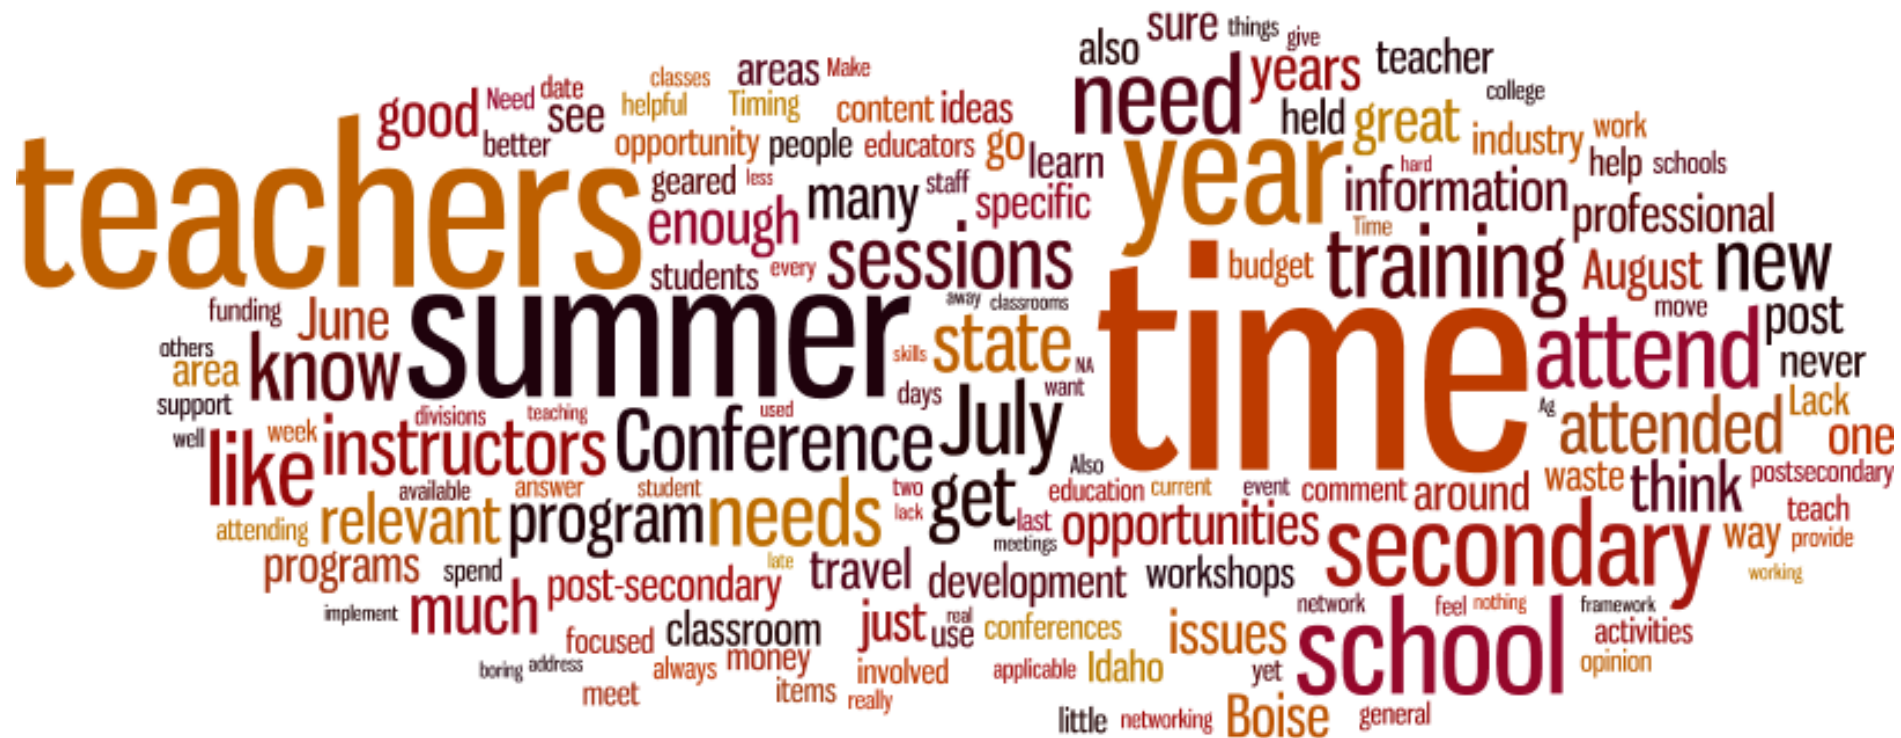 sure things give
also
need years teacher
college
classes areas Make
good Need date see
helpful Timing content ideas
held great industry work
better opportunity people educators go learn
year hard help schools
teachers geared less many staff specific
information professional
enough sessions Time training
students every budget August new
move post
funding June summer away classrooms
state time attend never
others area know skills NA
support days want
divisions teaching used
Conference July Ag attended Lack
well like week instructors one
Also waste think postsecondary
available answer student two get education current event comment around
attending relevant program needs lack last opportunities secondary teach
meetings way provide
programs spend late travel development workshops working
post-secondary
implement much network feel nothing framework
focused classroom just real use conferences issues school activities
boring address always money involved applicable Idaho yet opinion
meet items really
little networking Boise general